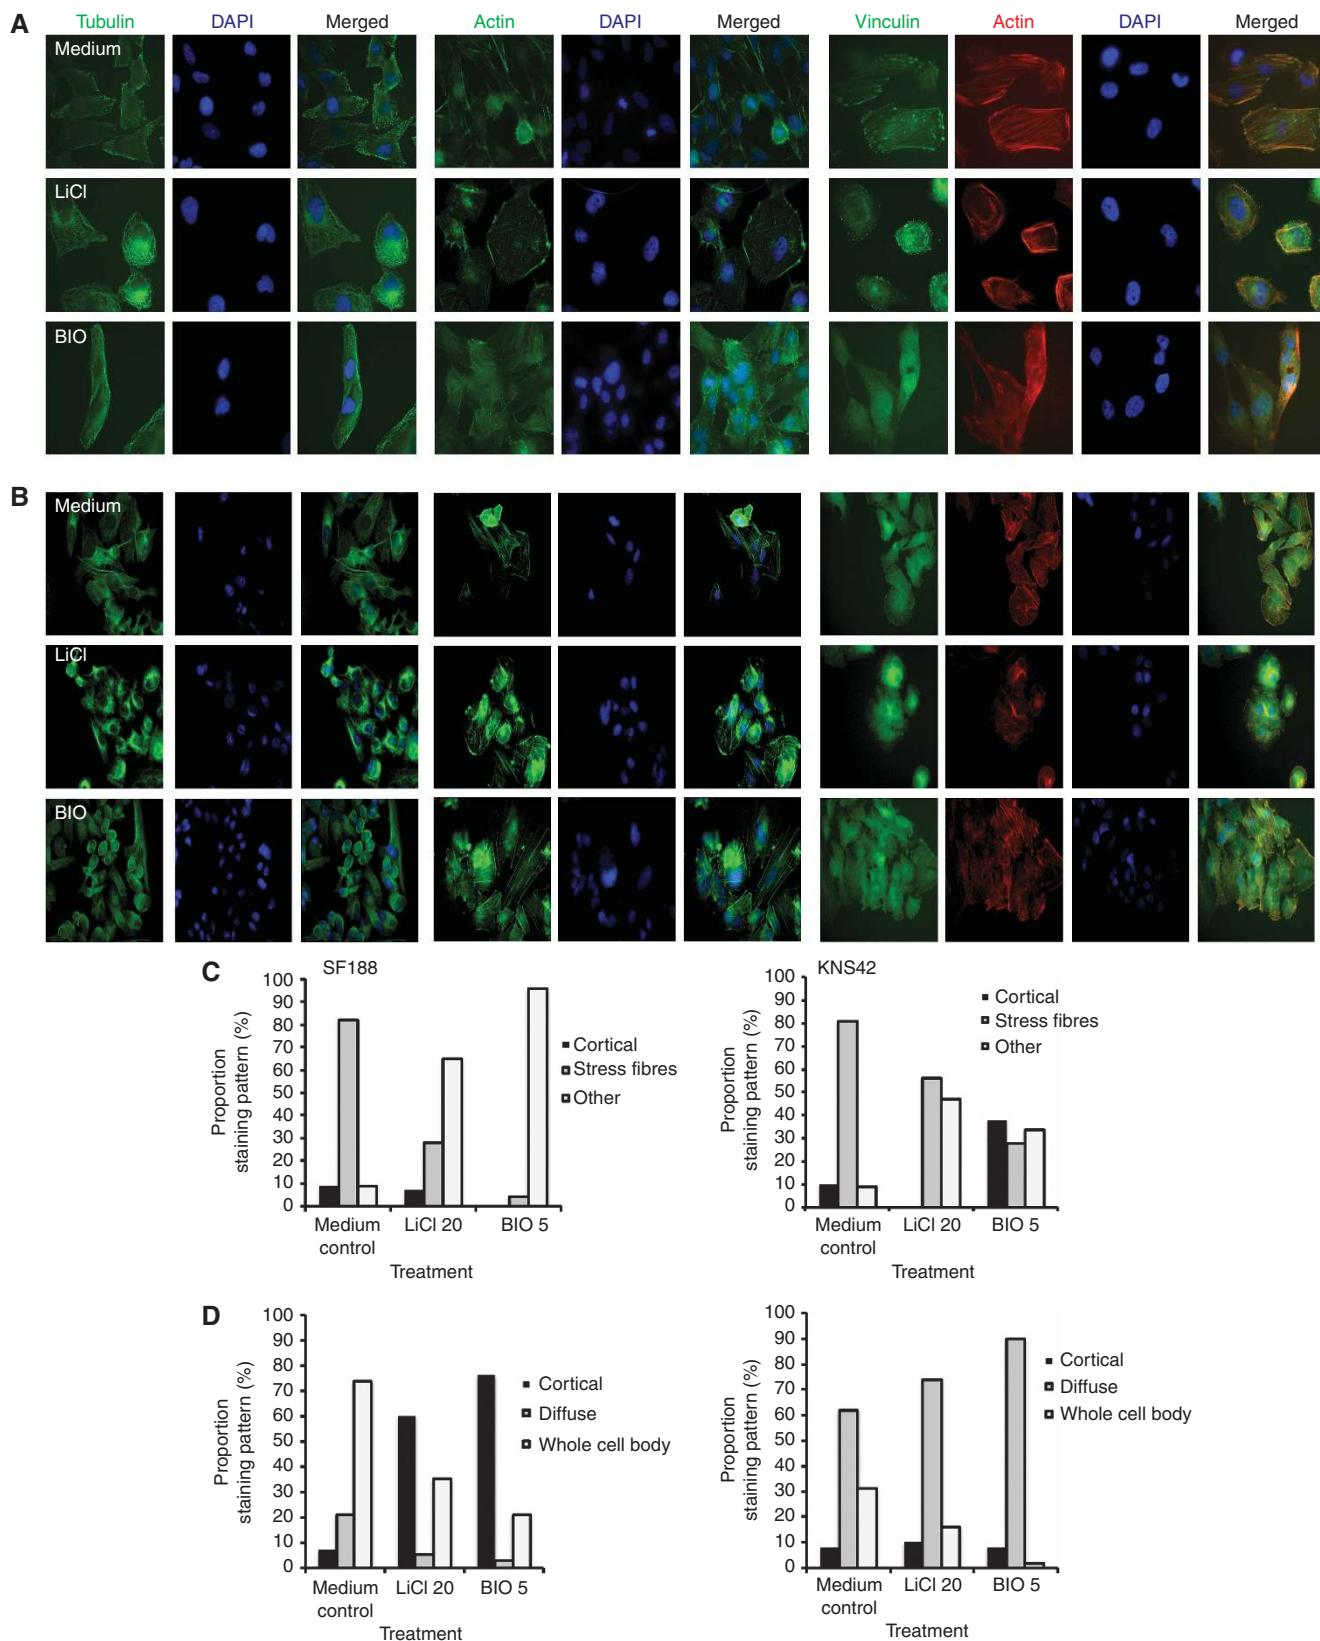 A
Tubulin DAPI Merged Actin DAPI Merged Vinculin Actin DAPI Merged
Medium
LiCl
BIO
B
Medium
LiCl
BIO
C
SF188
100
90
80
70
60
50
40
30
20
10
0
Proportion
staining pattern (%)
Cortical
Stress fibres
Other
Medium
control
LiCl 20
BIO 5
Treatment
KNS42
100
90
80
70
60
50
40
30
20
10
0
Proportion
staining pattern (%)
Cortical
Stress fibres
Other
Medium
control
LiCl 20
BIO 5
Treatment
D
100
90
80
70
60
50
40
30
20
10
0
Proportion
staining pattern (%)
Cortical
Diffuse
Whole cell body
Medium
control
LiCl 20
BIO 5
Treatment
100
90
80
70
60
50
40
30
20
10
0
Proportion
staining pattern (%)
Cortical
Diffuse
Whole cell body
Medium
control
LiCl 20
BIO 5
Treatment